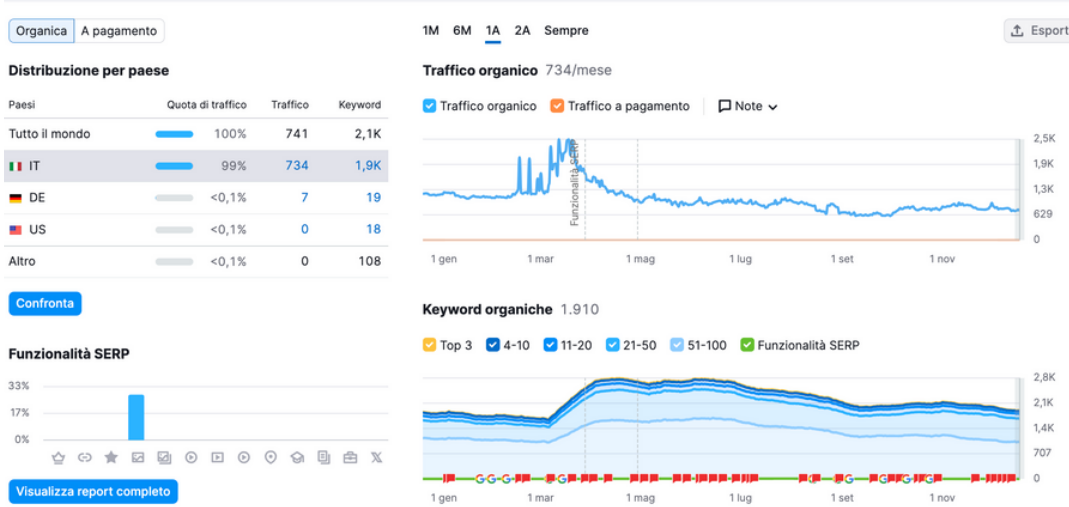 Organica A pagamento
1M 6M 1A 2A Sempre
Esport
Distribuzione per paese
Paesi Quota di traffico Traffico Keyword
Tutto il mondo 100% 741 2,1K
IT 99% 734 1,9K
DE <0,1% 7 19
US <0,1% 0 18
Altro <0,1% 0 108
Confronta
Funzionalità SERP
33%
17%
0%
Visualizza report completo
Traffico organico 734/mese
Traffico organico Traffico a pagamento Note
2,5K
1,9K
1,3K
629
0
Funzionalità SERP
1 gen 1 mar 1 mag 1 lug 1 set 1 nov
Keyword organiche 1.910
Top 3 4-10 11-20 21-50 51-100 Funzionalità SERP
2,8K
2,1K
1,4K
707
0
1 gen 1 mar 1 mag 1 lug 1 set 1 nov